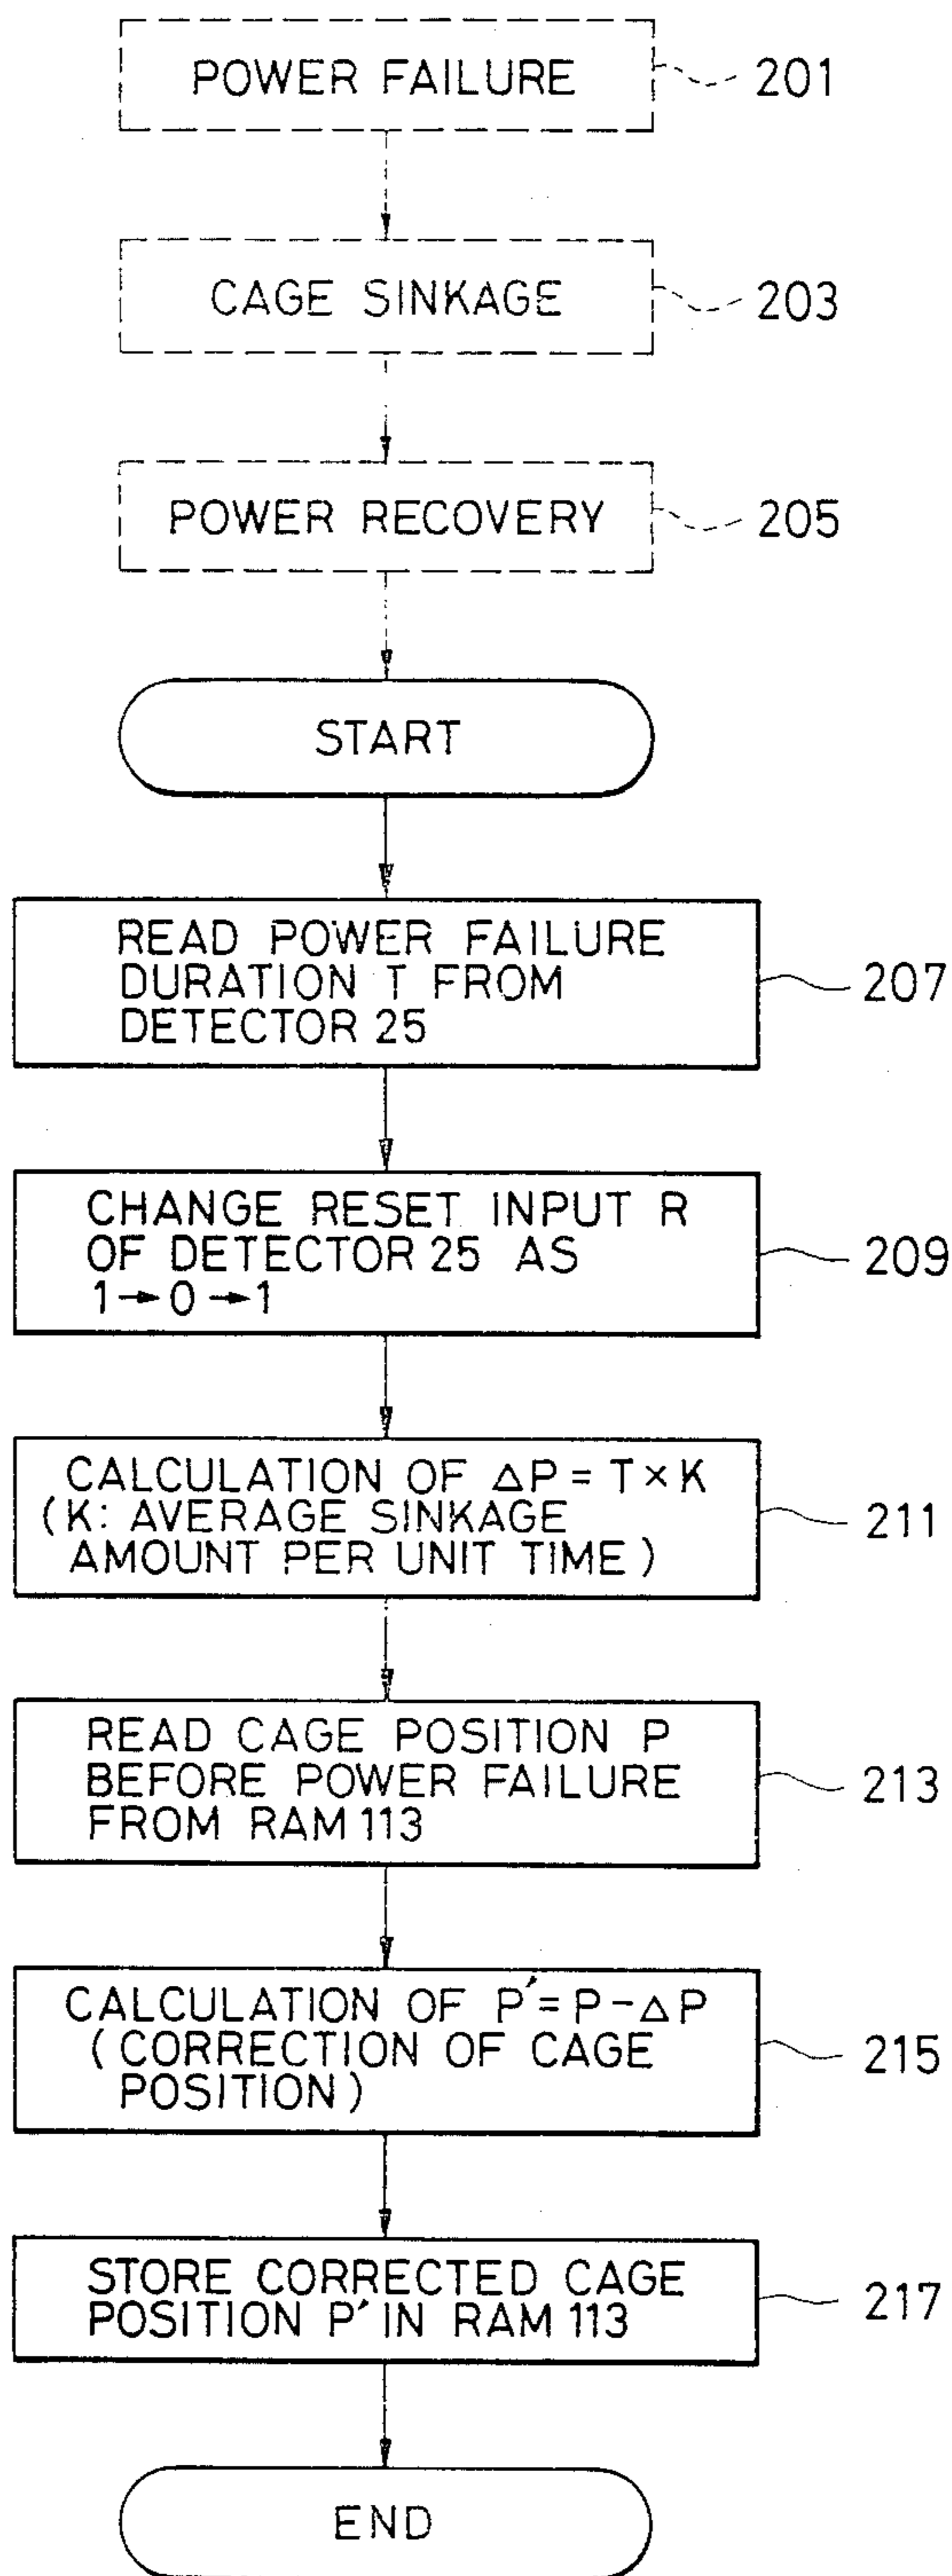 POWER FAILURE
201
CAGE SINKAGE
203
POWER RECOVERY
205
START
READ POWER FAILURE
DURATION T FROM
DETECTOR 25
207
CHANGE RESET INPUT R
OF DETECTOR 25 AS
1→0→1
209
CALCULATION OF ΔP = T × K
(K: AVERAGE SINKAGE
AMOUNT PER UNIT TIME)
211
READ CAGE POSITION P
BEFORE POWER FAILURE
FROM RAM 113
213
CALCULATION OF P' = P - ΔP
(CORRECTION OF CAGE
POSITION)
215
STORE CORRECTED CAGE
POSITION P' IN RAM 113
217
END